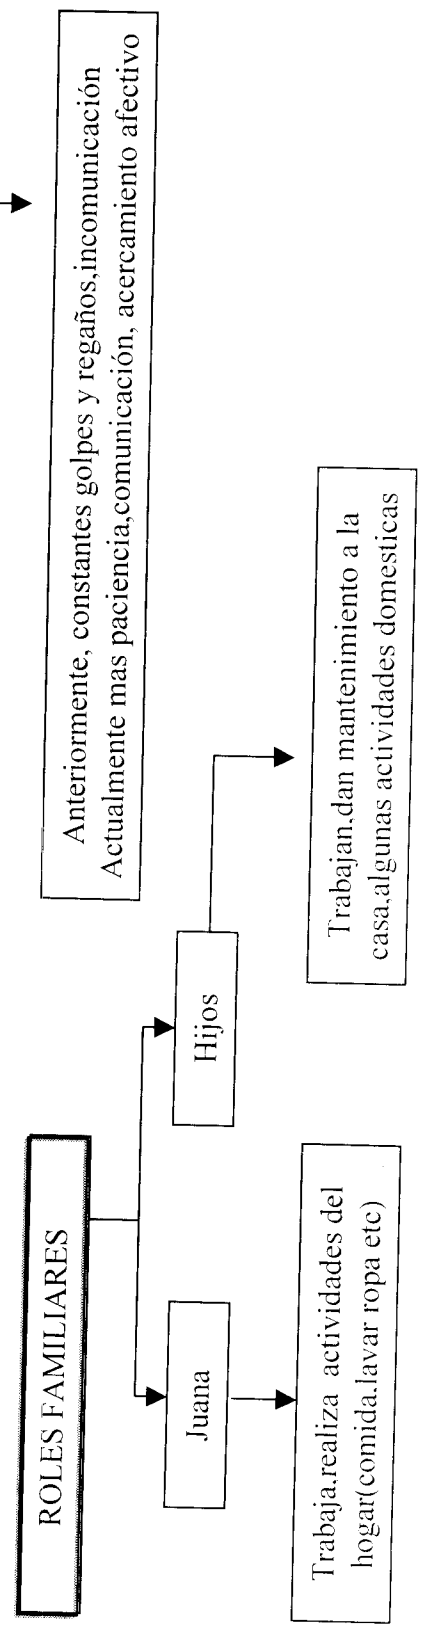 Anteriormente, constantes golpes y regaños,incomunicación
Actualmente mas paciencia,comunicación, acercamiento afectivo
ROLES FAMILIARES
Juana
Hijos
Trabaja,realiza actividades del
hogar(comida,lavar ropa etc)
Trabajan,dan mantenimiento a la
casa,algunas actividades domesticas